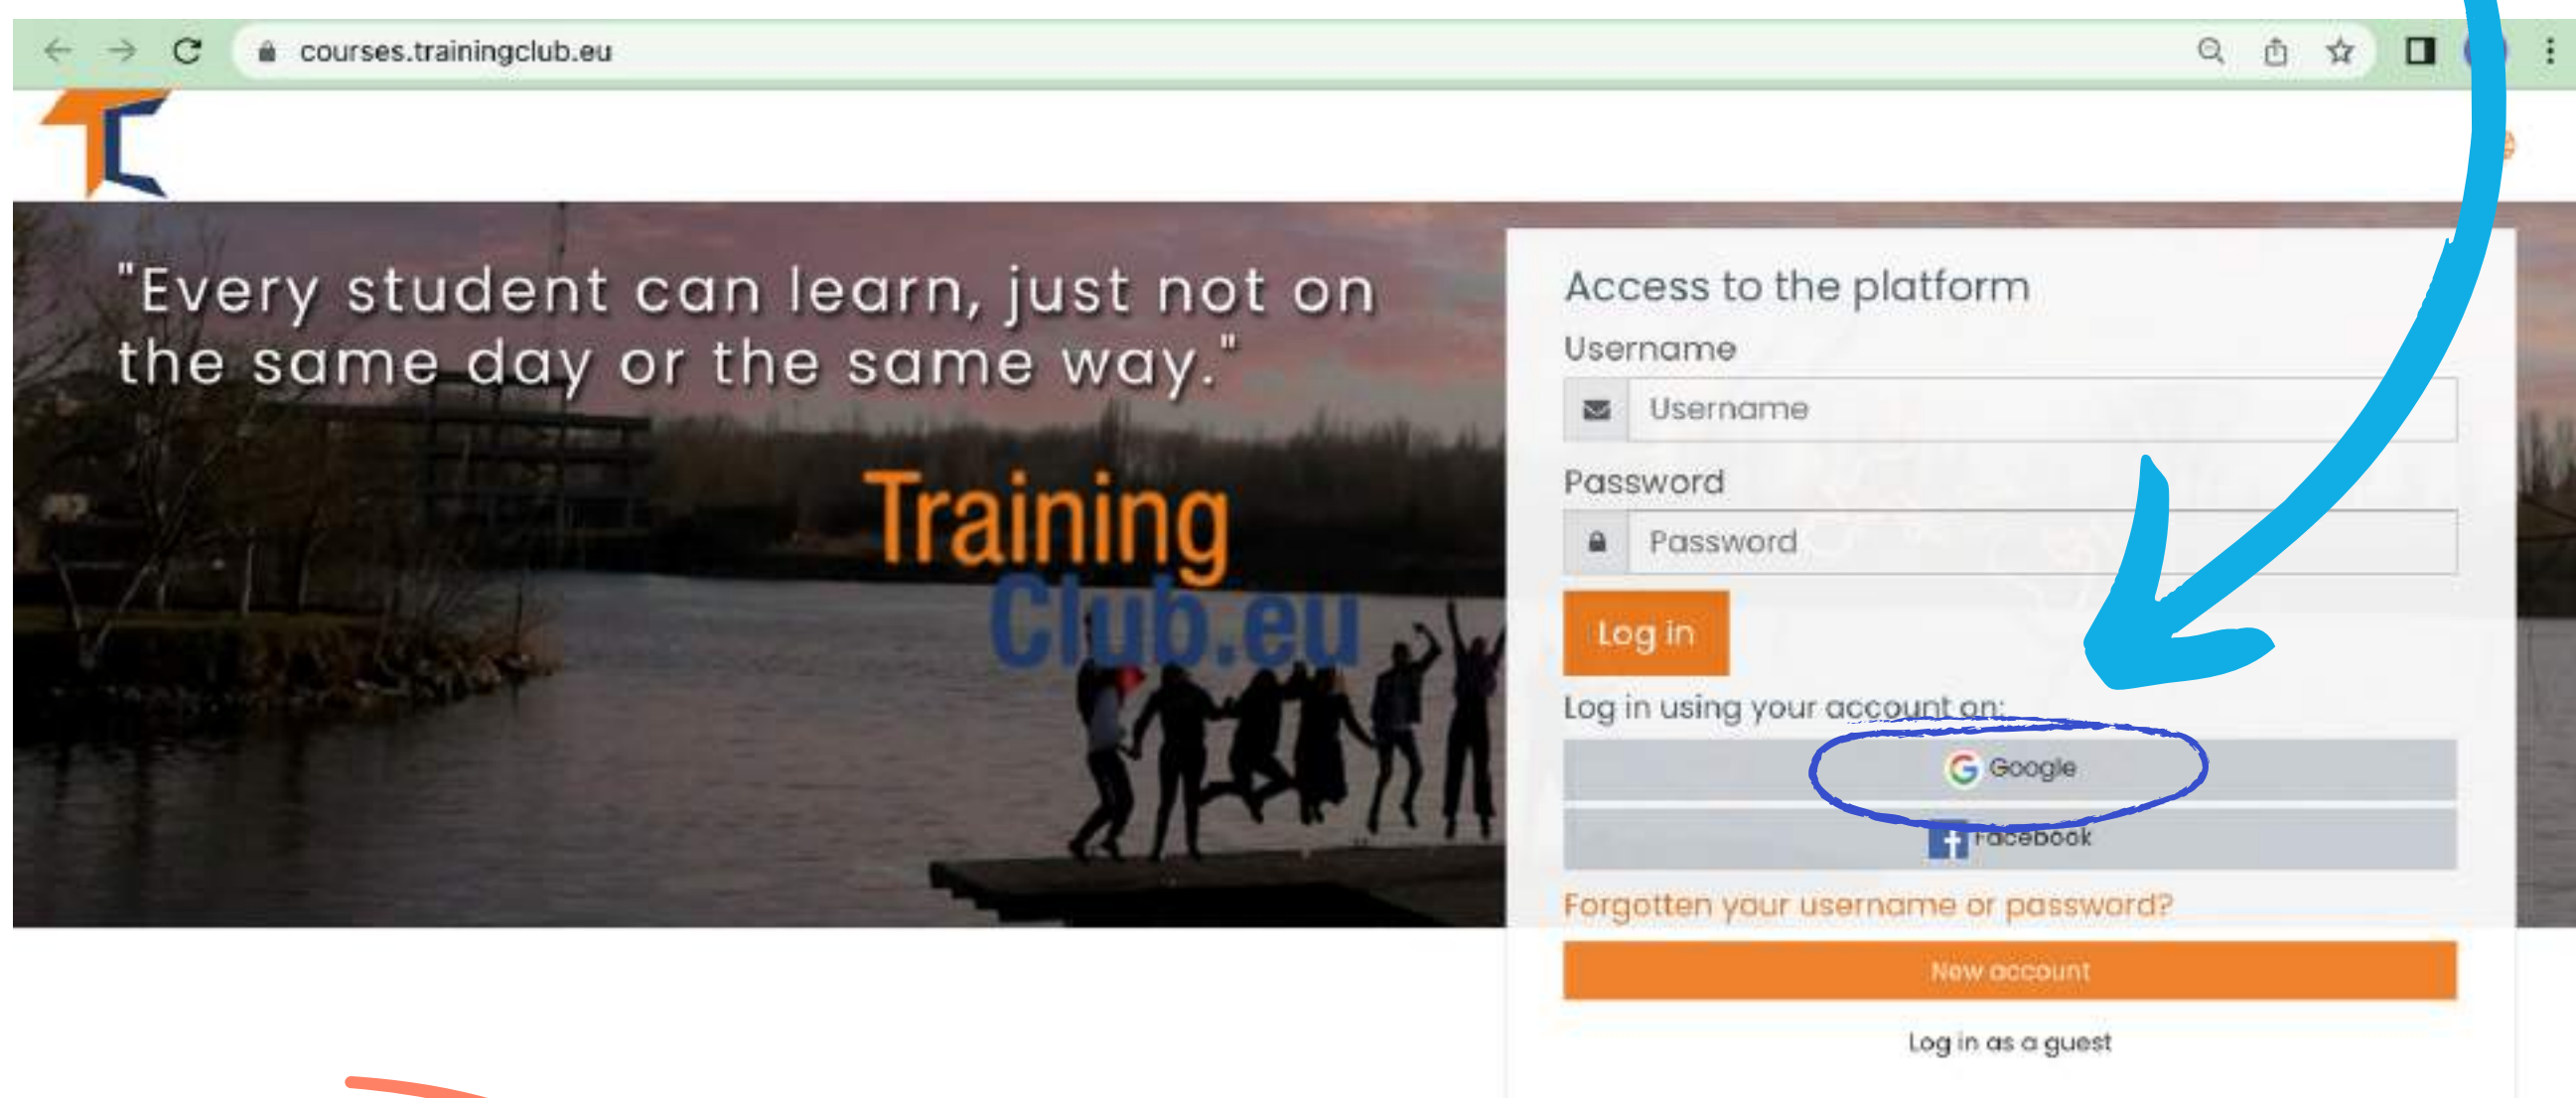 courses.trainingclub.eu
"Every student can learn, just not on
the same day or the same way."
Training
Club.eu
Access to the platform
Username
Username
Password
Password
Log in
Log in using your account on:
Google
Facebook
Forgotten your username or password?
New account
Log in as a guest